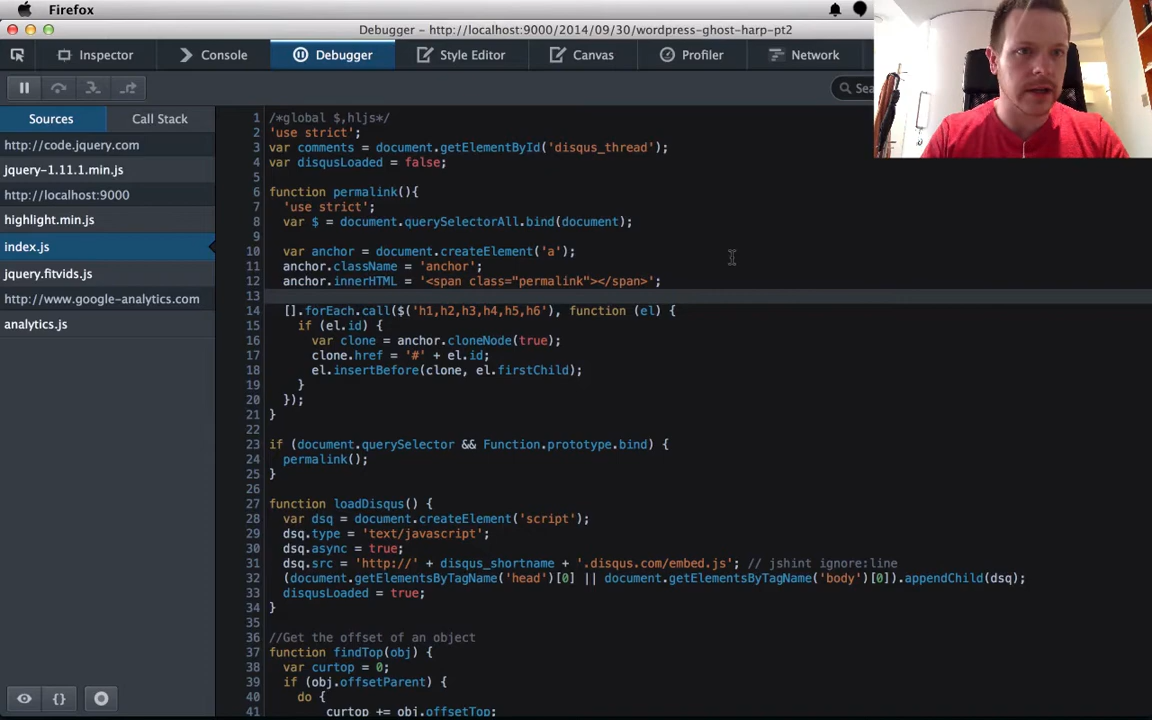 Firefox
Debugger - http://localhost:9000/2014/09/30/wordpress-ghost-harp-pt2
Inspector
Console
Debugger
Style Editor
Canvas
Profiler
Network
Sources
Call Stack
http://code.jquery.com
jquery-1.11.1.min.js
http://localhost:9000
highlight.min.js
index.js
jquery.fitvids.js
http://www.google-analytics.com
analytics.js
1 /*global $,hljs*/
2 'use strict';
3 var comments = document.getElementById('disqus_thread');
4 var disqusLoaded = false;
5
6 function permalink(){
7 'use strict';
8 var $ = document.querySelectorAll.bind(document);
9
10 var anchor = document.createElement('a');
11 anchor.className = 'anchor';
12 anchor.innerHTML = '<span class="permalink"></span>';
13
14 [].forEach.call($('h1,h2,h3,h4,h5,h6'), function (el) {
15 if (el.id) {
16 var clone = anchor.cloneNode(true);
17 clone.href = '#' + el.id;
18 el.insertBefore(clone, el.firstChild);
19 }
20 });
21 }
22
23 if (document.querySelector && Function.prototype.bind) {
24 permalink();
25 }
26
27 function loadDisqus() {
28 var dsq = document.createElement('script');
29 dsq.type = 'text/javascript';
30 dsq.async = true;
31 dsq.src = 'http://' + disqus_shortname + '.disqus.com/embed.js'; // jshint ignore:line
32 (document.getElementsByTagName('head')[0] || document.getElementsByTagName('body')[0]).appendChild(dsq);
33 disqusLoaded = true;
34 }
35
36 //Get the offset of an object
37 function findTop(obj) {
38 var curtop = 0;
39 if (obj.offsetParent) {
40 do {
41 curtop += obj.offsetTop;
{}